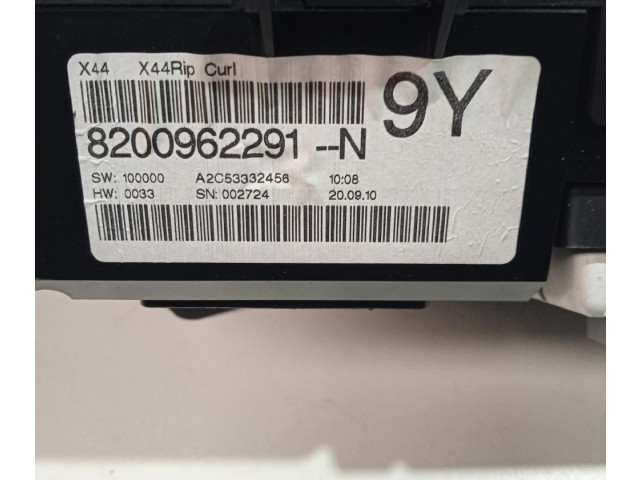 X44 X44Rip Curl
9Y
8200962291 --N
SW: 100000 A2C53332456 10:08
HW: 0033 SN: 002724 20.09.10